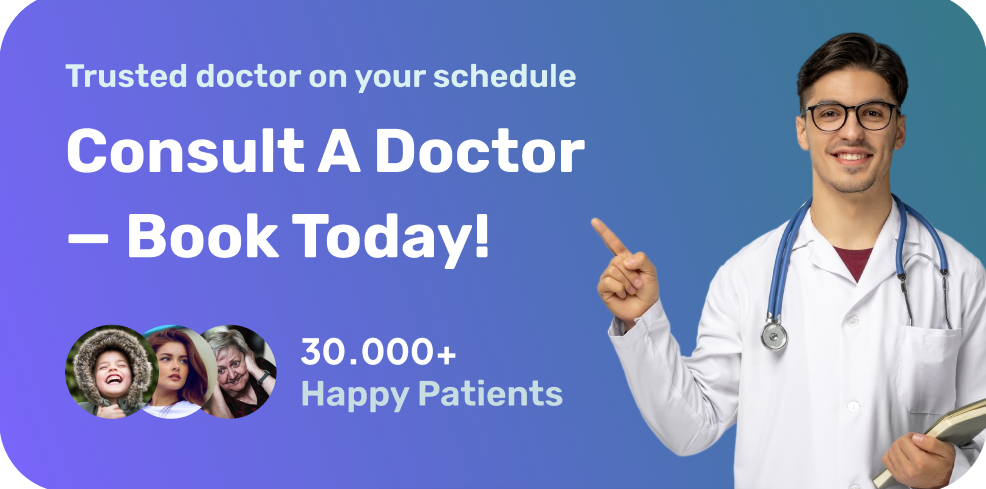 Trusted doctor on your schedule
Consult A Doctor
— Book Today!
30.000+
Happy Patients